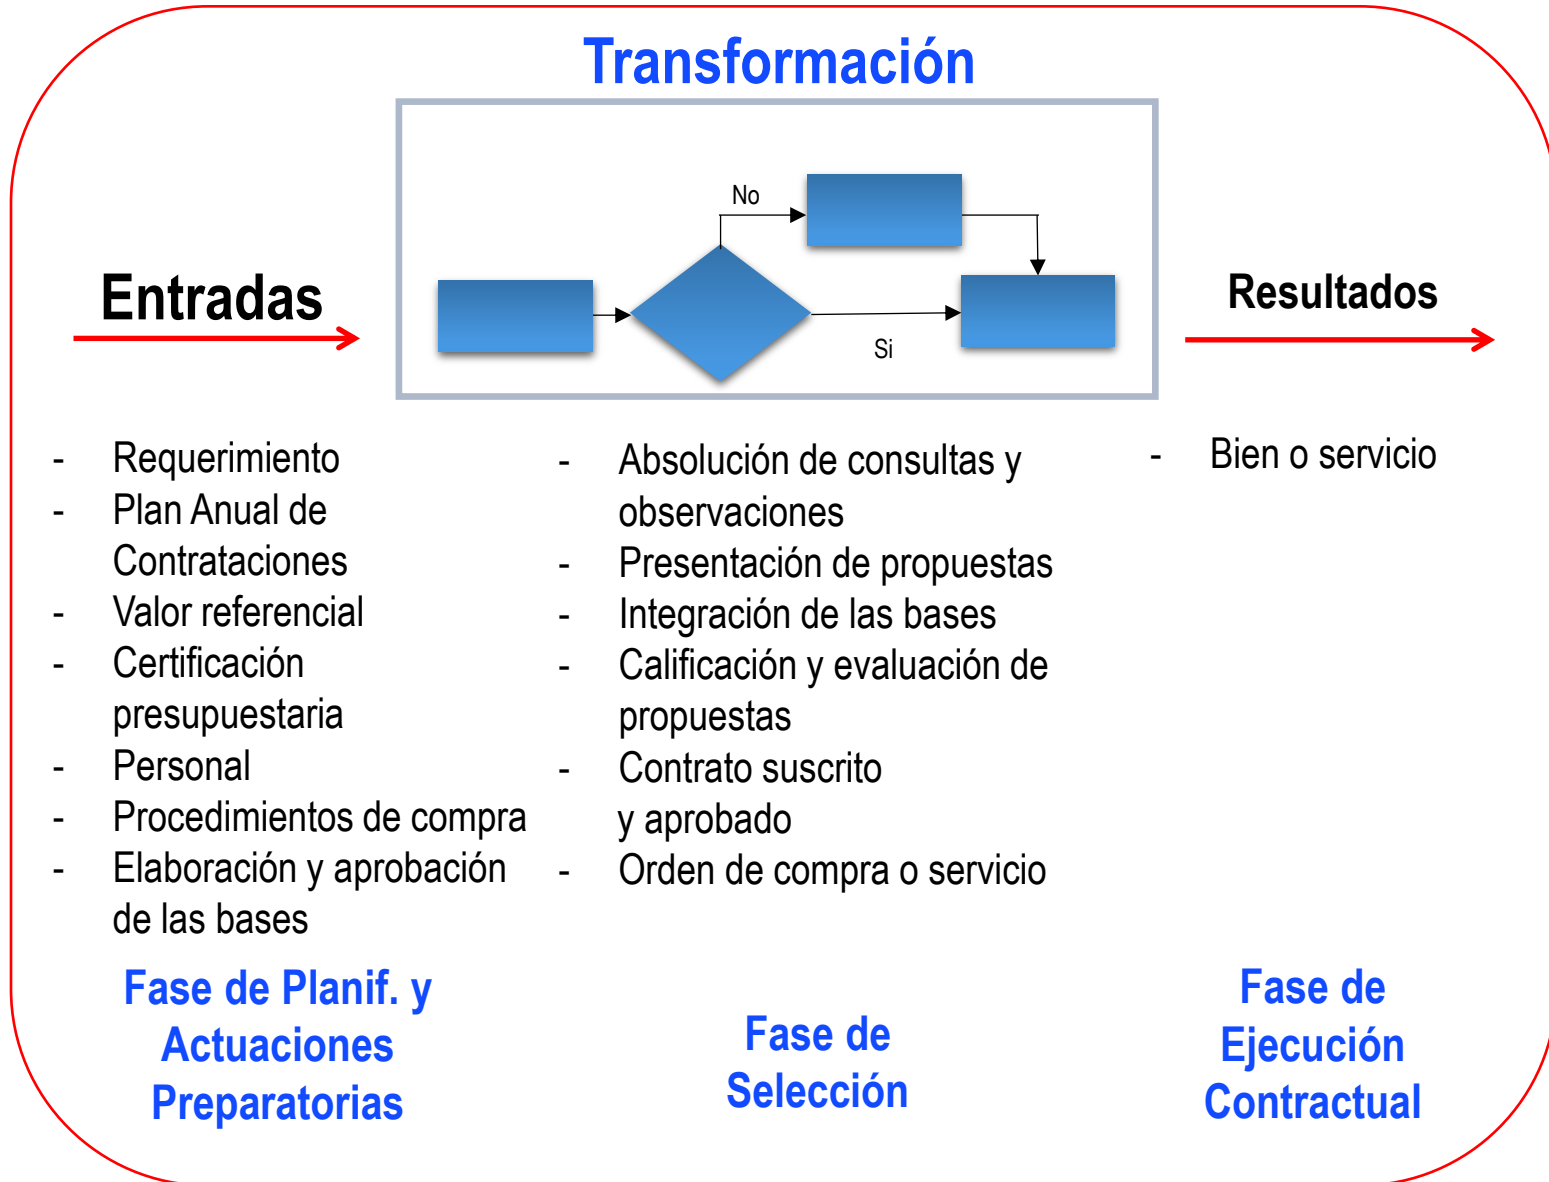 Transformación
No
Si
Entradas
Resultados
- Requerimiento
- Plan Anual de
Contrataciones
- Valor referencial
- Certificación
presupuestaria
- Personal
- Procedimientos de compra
- Elaboración y aprobación
de las bases
- Absolución de consultas y
observaciones
- Presentación de propuestas
- Integración de las bases
- Calificación y evaluación de
propuestas
- Contrato suscrito
y aprobado
- Orden de compra o servicio
- Bien o servicio
Fase de Planif. y
Actuaciones
Preparatorias
Fase de
Selección
Fase de
Ejecución
Contractual